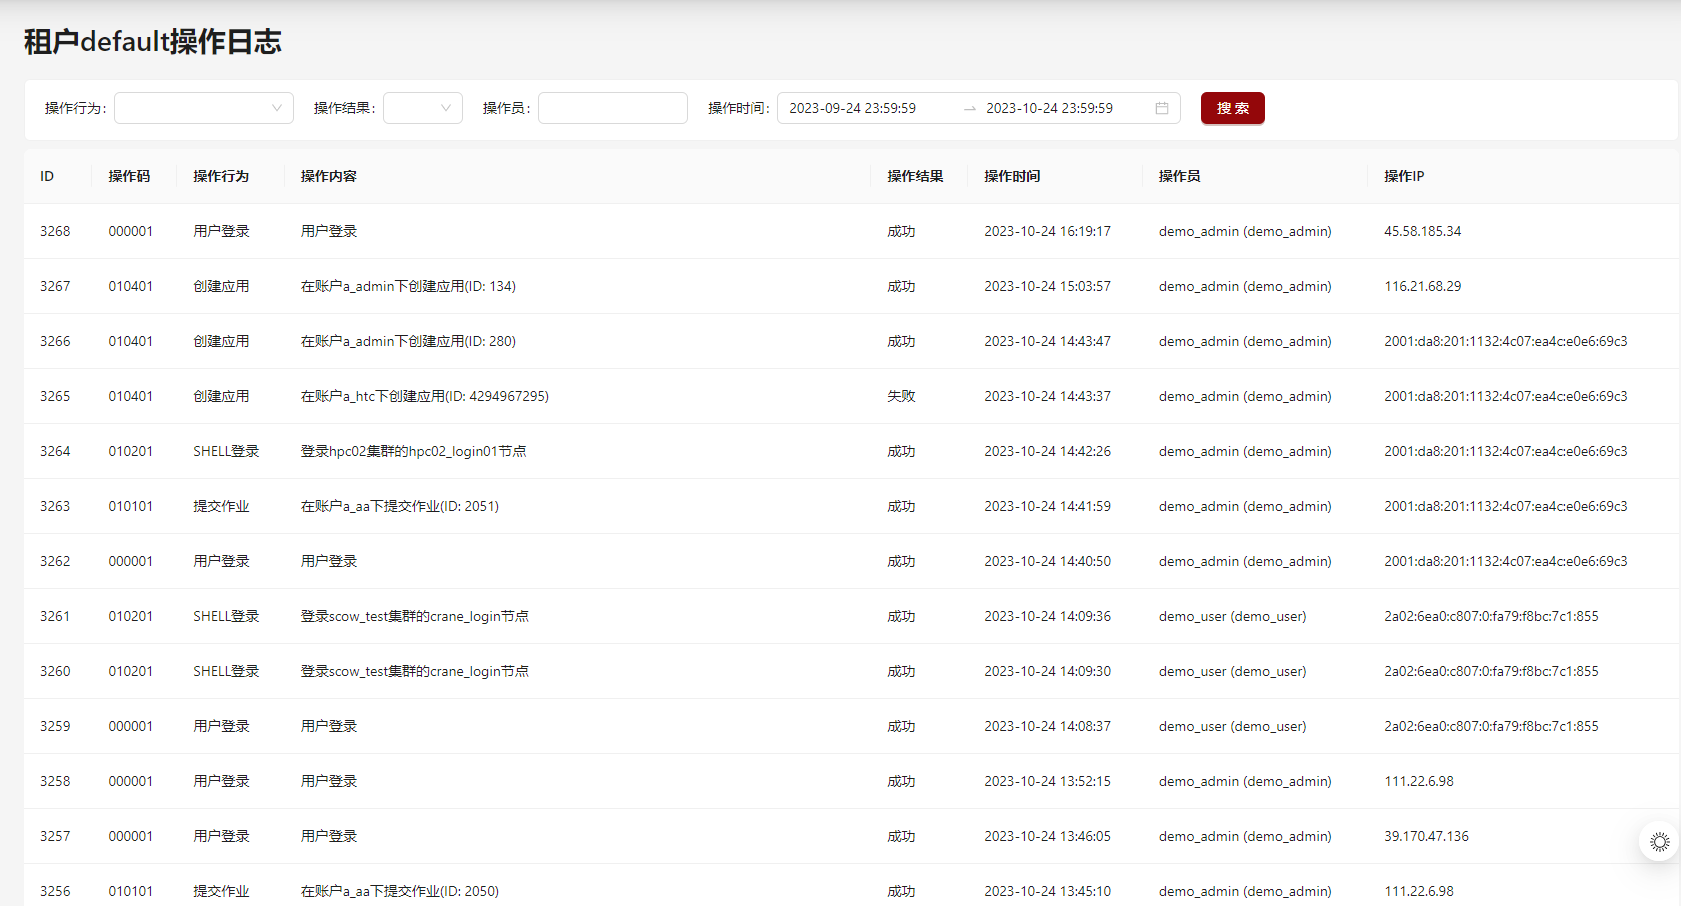 租户default操作日志
操作行为: 操作结果: 操作员: 操作时间: 2023-09-24 23:59:59 → 2023-10-24 23:59:59 搜 索
ID 操作码 操作行为 操作内容 操作结果 操作时间 操作员 操作IP
3268 000001 用户登录 用户登录 成功 2023-10-24 16:19:17 demo_admin (demo_admin) 45.58.185.34
3267 010401 创建应用 在账户a_admin下创建应用(ID: 134) 成功 2023-10-24 15:03:57 demo_admin (demo_admin) 116.21.68.29
3266 010401 创建应用 在账户a_admin下创建应用(ID: 280) 成功 2023-10-24 14:43:47 demo_admin (demo_admin) 2001:da8:201:1132:4c07:ea4c:e0e6:69c3
3265 010401 创建应用 在账户a_htc下创建应用(ID: 4294967295) 失败 2023-10-24 14:43:37 demo_admin (demo_admin) 2001:da8:201:1132:4c07:ea4c:e0e6:69c3
3264 010201 SHELL登录 登录hpc02集群的hpc02_login01节点 成功 2023-10-24 14:42:26 demo_admin (demo_admin) 2001:da8:201:1132:4c07:ea4c:e0e6:69c3
3263 010101 提交作业 在账户a_aa下提交作业(ID: 2051) 成功 2023-10-24 14:41:59 demo_admin (demo_admin) 2001:da8:201:1132:4c07:ea4c:e0e6:69c3
3262 000001 用户登录 用户登录 成功 2023-10-24 14:40:50 demo_admin (demo_admin) 2001:da8:201:1132:4c07:ea4c:e0e6:69c3
3261 010201 SHELL登录 登录scow_test集群的crane_login节点 成功 2023-10-24 14:09:36 demo_user (demo_user) 2a02:6ea0:c807:0:fa79:f8bc:7c1:855
3260 010201 SHELL登录 登录scow_test集群的crane_login节点 成功 2023-10-24 14:09:30 demo_user (demo_user) 2a02:6ea0:c807:0:fa79:f8bc:7c1:855
3259 000001 用户登录 用户登录 成功 2023-10-24 14:08:37 demo_user (demo_user) 2a02:6ea0:c807:0:fa79:f8bc:7c1:855
3258 000001 用户登录 用户登录 成功 2023-10-24 13:52:15 demo_admin (demo_admin) 111.22.6.98
3257 000001 用户登录 用户登录 成功 2023-10-24 13:46:05 demo_admin (demo_admin) 39.170.47.136
3256 010101 提交作业 在账户a_aa下提交作业(ID: 2050) 成功 2023-10-24 13:45:10 demo_admin (demo_admin) 111.22.6.98